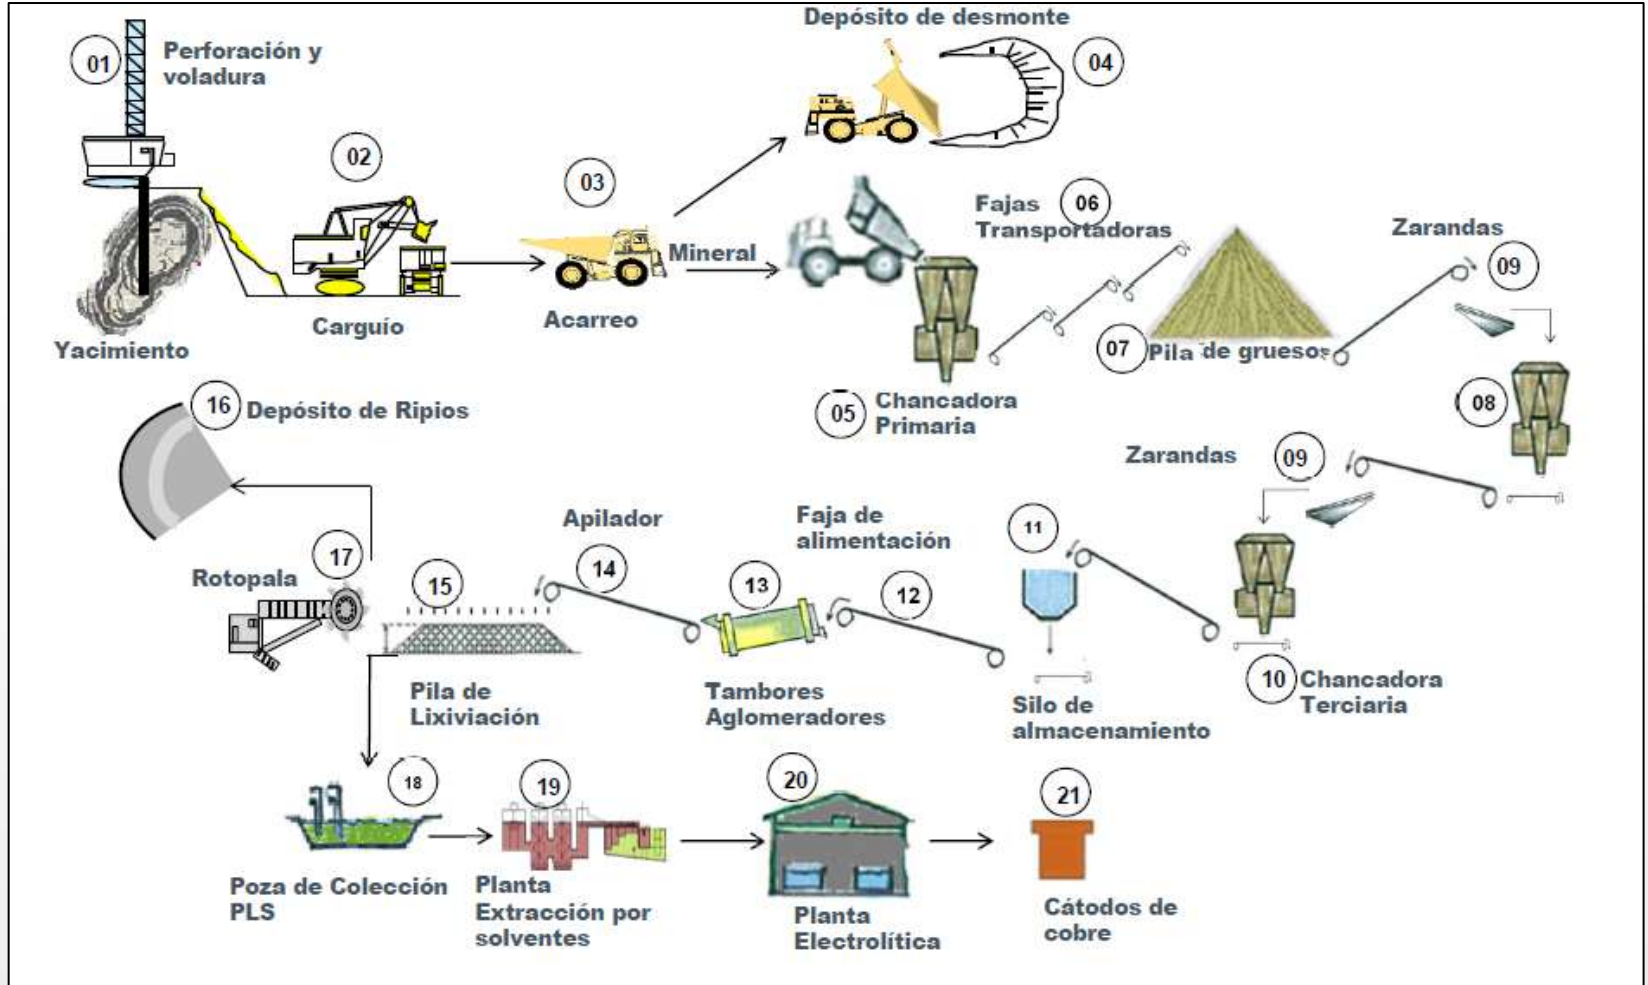 01
Perforación y
voladura
Yacimiento
02
Carguío
03
Acarreo
Mineral
Depósito de desmonte
04
05
Chancadora
Primaria
Fajas
06
Transportadoras
07
Pila de gruesos
Zarandas
09
08
Zarandas
09
10
Chancadora
Terciaria
11
Silo de
almacenamiento
Faja de
alimentación
12
13
Tambores
Aglomeradores
Apilador
14
15
Pila de
Lixiviación
16
Depósito de Ripios
17
Rotopala
18
Poza de Colección
PLS
19
Planta
Extracción por
solventes
20
Planta
Electrolítica
21
Cátodos de
cobre